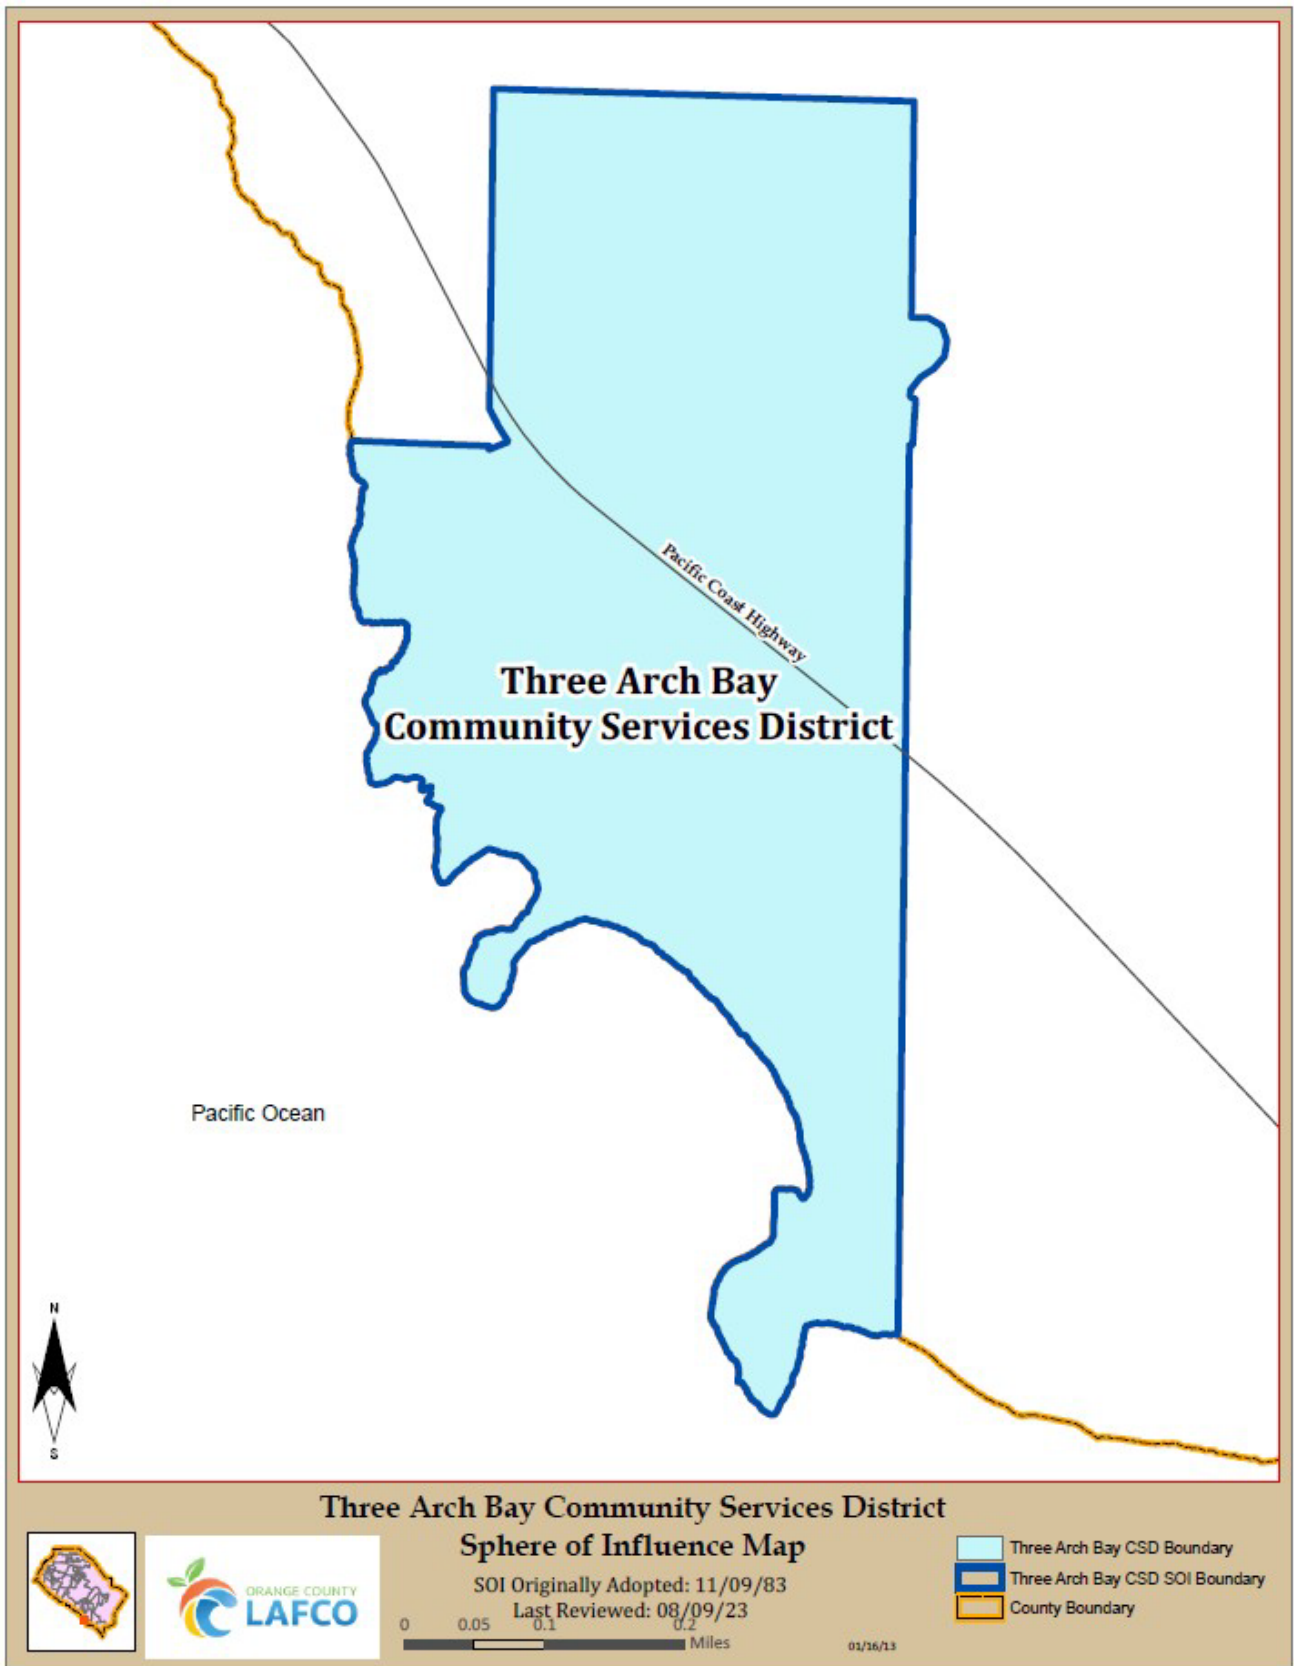 Pacific Coast Highway
Three Arch Bay
Community Services District
Pacific Ocean
N
S
Three Arch Bay Community Services District
Sphere of Influence Map
SOI Originally Adopted: 11/09/83
Last Reviewed: 08/09/23
0 0.05 0.1 0.2
Miles
01/16/13
ORANGE COUNTY
LAFCO
Three Arch Bay CSD Boundary
Three Arch Bay CSD SOI Boundary
County Boundary